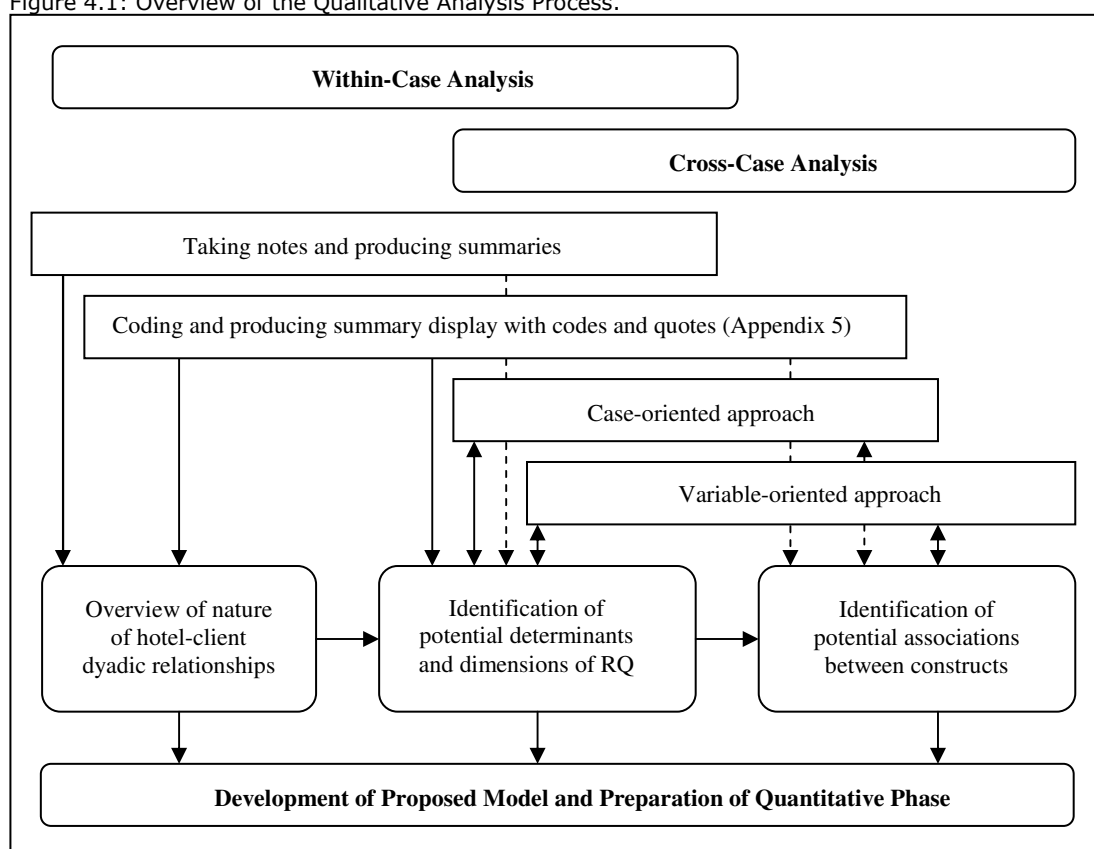 Figure 4.1: Overview of the Qualitative Analysis Process.
Within-Case Analysis
Cross-Case Analysis
Taking notes and producing summaries
Coding and producing summary display with codes and quotes (Appendix 5)
Case-oriented approach
Variable-oriented approach
Overview of nature
of hotel-client
dyadic relationships
Identification of
potential determinants
and dimensions of RQ
Identification of
potential associations
between constructs
Development of Proposed Model and Preparation of Quantitative Phase